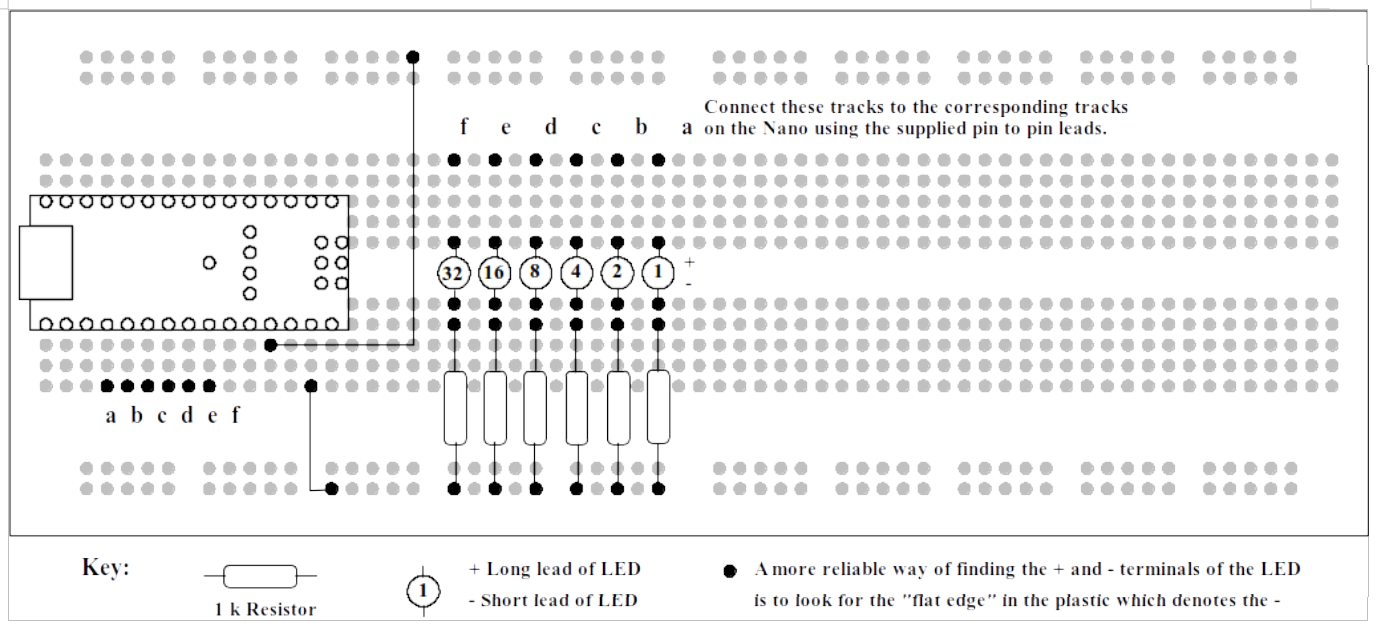 Connect these tracks to the corresponding tracks
f e d c b a on the Nano using the supplied pin to pin leads.
32 16 8 4 2 1 +
-
a b c d e f
Key:
1 k Resistor
1
+ Long lead of LED
- Short lead of LED
A more reliable way of finding the + and - terminals of the LED
is to look for the "flat edge" in the plastic which denotes the -